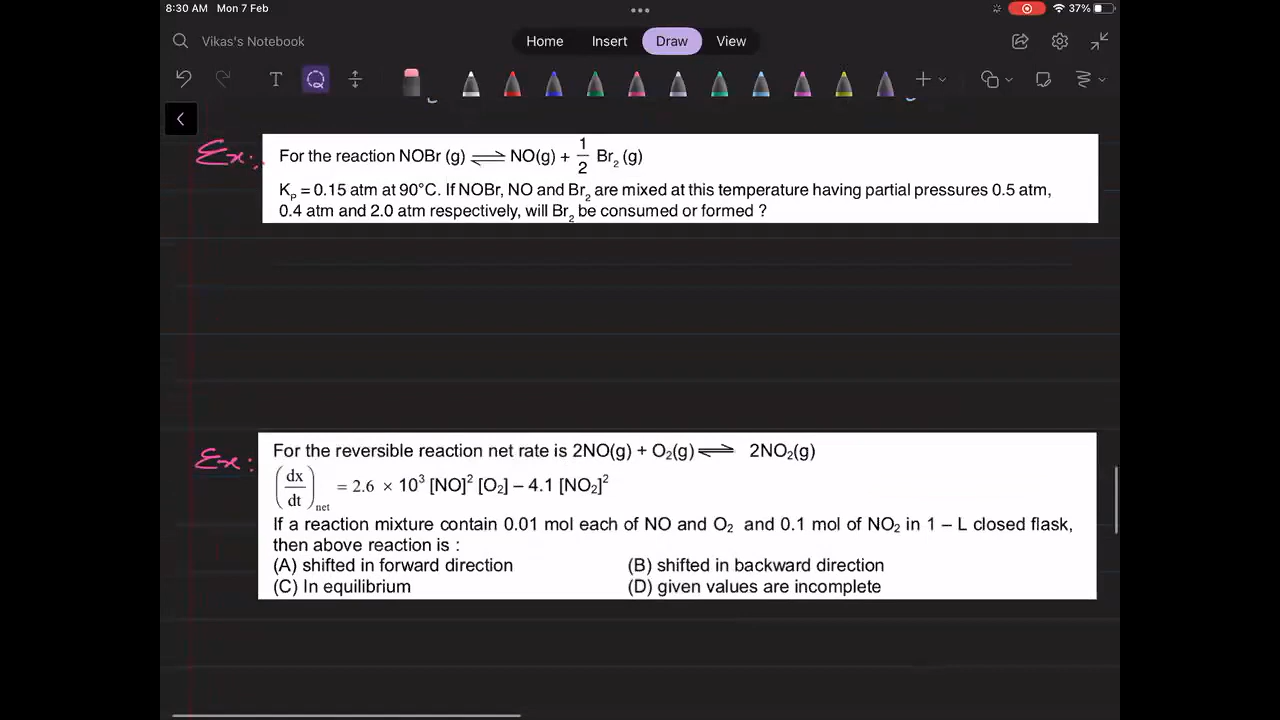 8:30 AM Mon 7 Feb
37%
Vikas's Notebook
Home Insert Draw View
T
Ex:
For the reaction NOBr (g) ⇌ NO(g) + 1/2 Br₂ (g)
Kₚ = 0.15 atm at 90°C. If NOBr, NO and Br₂ are mixed at this temperature having partial pressures 0.5 atm,
0.4 atm and 2.0 atm respectively, will Br₂ be consumed or formed ?
Ex:
For the reversible reaction net rate is 2NO(g) + O₂(g) ⇌ 2NO₂(g)
(dx/dt)net = 2.6 × 10³ [NO]² [O₂] – 4.1 [NO₂]²
If a reaction mixture contain 0.01 mol each of NO and O₂ and 0.1 mol of NO₂ in 1 – L closed flask,
then above reaction is :
(A) shifted in forward direction (B) shifted in backward direction
(C) In equilibrium (D) given values are incomplete